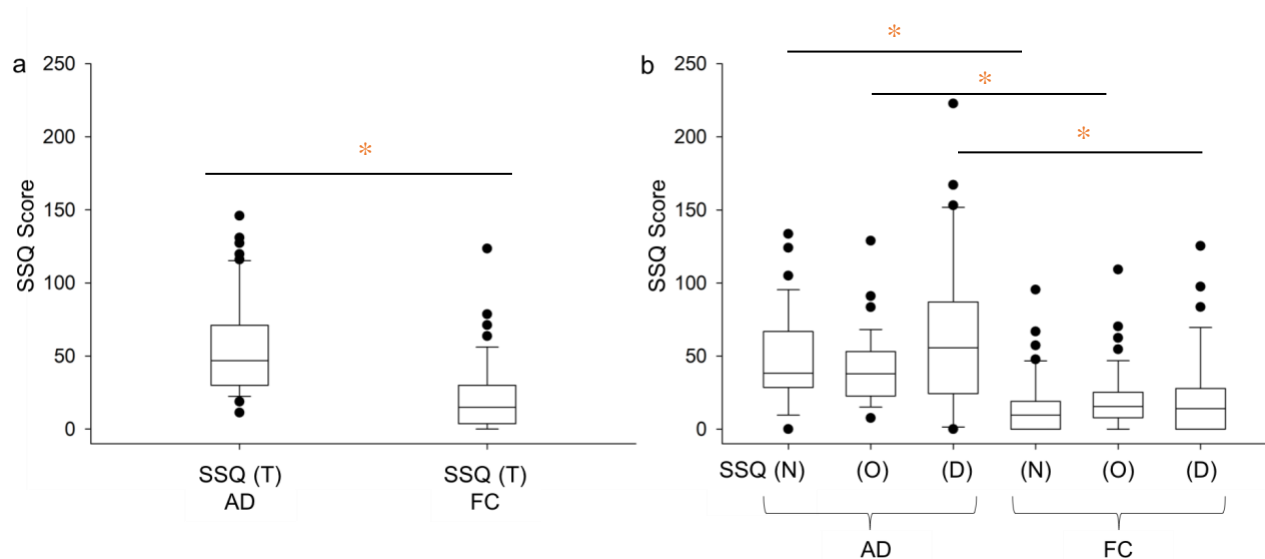 a
SSQ Score
250
200
150
100
50
0
*
SSQ (T) SSQ (T)
AD FC
b
SSQ Score
250
200
150
100
50
0
*
*
*
SSQ (N) (O) (D) (N) (O) (D)
AD FC